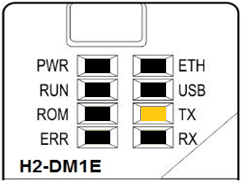 PWR ETH
RUN USB
ROM TX
ERR RX
H2-DM1E